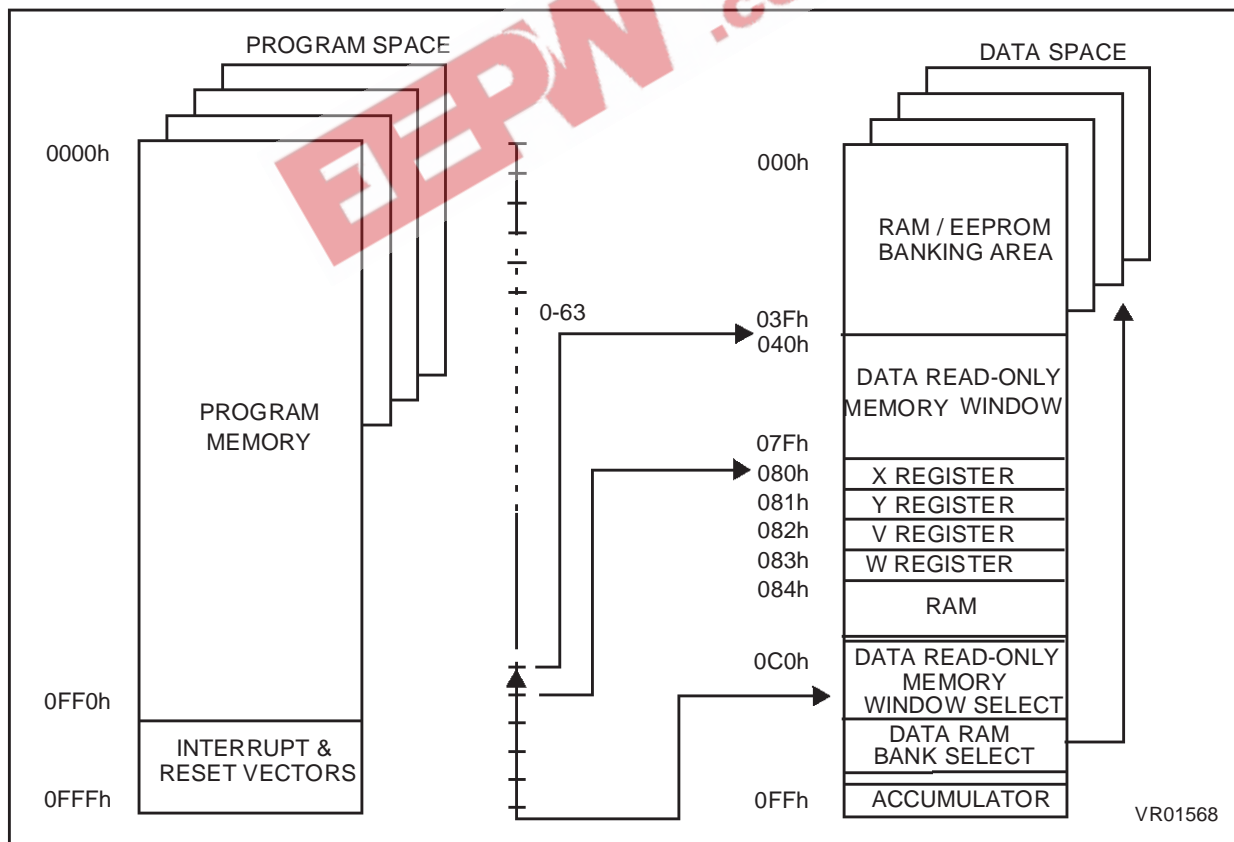 PROGRAM SPACE
0000h
PROGRAM
MEMORY
0FF0h
INTERRUPT &
RESET VECTORS
0FFFh
0-63
DATA SPACE
000h
RAM / EEPROM
BANKING AREA
03Fh
040h
DATA READ-ONLY
MEMORY WINDOW
07Fh
080h
X REGISTER
081h
Y REGISTER
082h
V REGISTER
083h
W REGISTER
084h
RAM
0C0h
DATA READ-ONLY
MEMORY
WINDOW SELECT
DATA RAM
BANK SELECT
0FFh
ACCUMULATOR
VR01568
EEPW